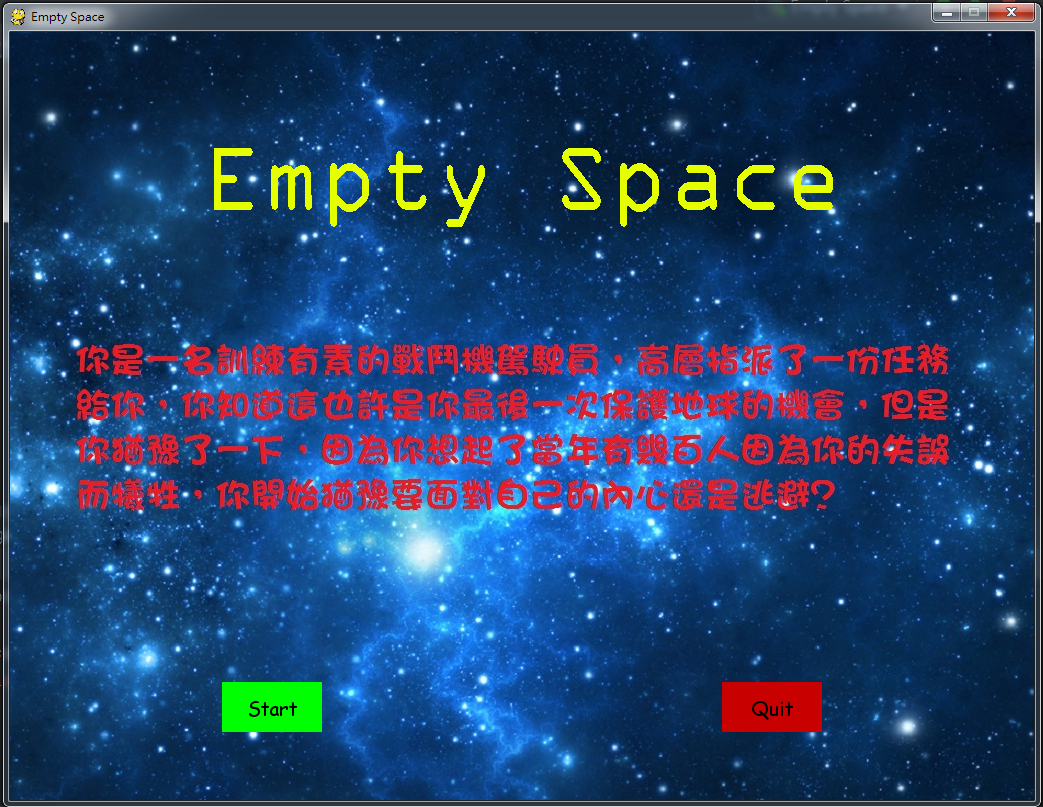 Empty Space
Empty Space
你是一名訓練有素的戰鬥機駕駛員，高層指派了一份任務
給你，你知道這也許是你最後一次保護地球的機會，但是
你猶豫了一下，因為你想起了當年有幾百人因為你的失誤
而犧牲，你開始猶豫要面對自己的內心還是逃避?
Start
Quit